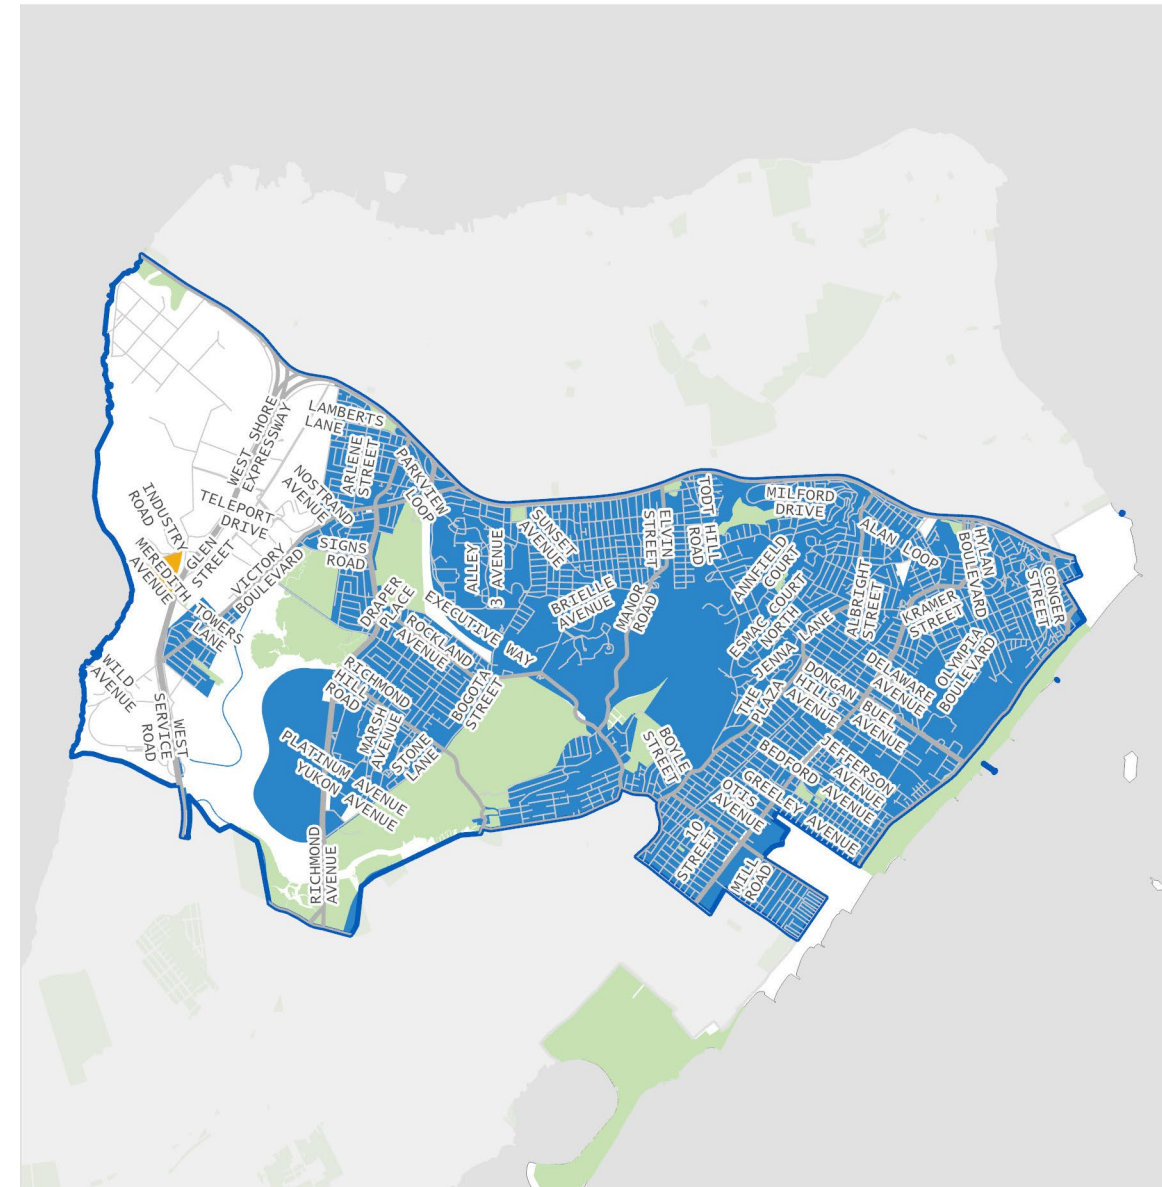 LAMBERTS
LANE
WEST SHORE
EXPRESSWAY
ARLENE
STREET
PARKVIEW
LOOP
NOSTRAND
AVENUE
TELEPORT
DRIVE
INDUSTRY
ROAD
GLEN
STREET
MEREDITH
AVENUE
VICTORY
BOULEVARD
SIGNS
ROAD
TOWERS
LANE
WILD
AVENUE
WEST
SERVICE
ROAD
DRAPER
PLACE
ROCKLAND
AVENUE
EXECUTIVE WAY
ALLEY
3 AVENUE
SUNSET
AVENUE
BRIELLE
AVENUE
ELVIN
STREET
MANOR
ROAD
TODT HILL
ROAD
MILFORD
DRIVE
ALAN LOOP
HYLAN
BOULEVARD
CONGER
STREET
ANNFIELD
COURT
ESMAC COURT
NORTH
ALBRIGHT
STREET
KRAMER
STREET
OLYMPIA
BOULEVARD
SENNA LANE
THE
PLAZA
DONGAN
HILLS
AVENUE
DELAWARE
AVENUE
BUEL
AVENUE
RICHMOND
HILL
ROAD
BOGOTA
STREET
MARSH
AVENUE
STONE
LANE
PLATINUM AVENUE
YUKON AVENUE
RICHMOND
AVENUE
BOYLE
STREET
OTIS
AVENUE
GREELEY AVENUE
BEDFORD AVENUE
JEFFERSON
AVENUE
10
STREET
MILL
ROAD